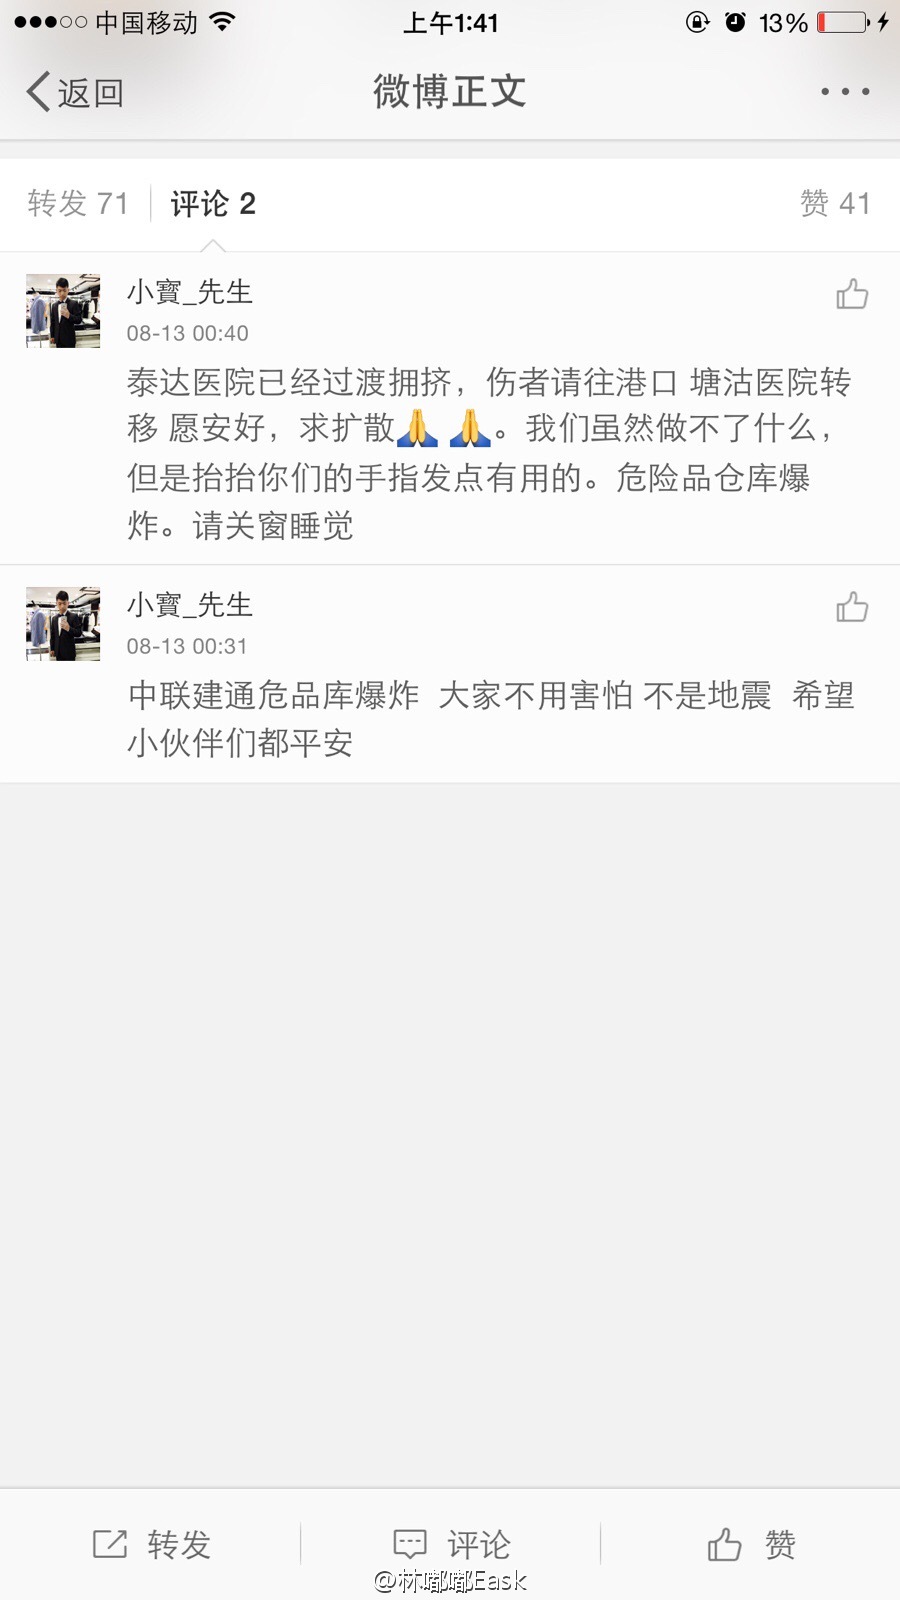 中国移动 上午1:41 13%
返回 微博正文
转发 71 评论 2 赞 41
小寳_先生
08-13 00:40
泰达医院已经过渡拥挤，伤者请往港口 塘沽医院转
移 愿安好，求扩散🙏 🙏。我们虽然做不了什么，
但是抬抬你们的手指发点有用的。危险品仓库爆
炸。请关窗睡觉
小寳_先生
08-13 00:31
中联建通危品库爆炸 大家不用害怕 不是地震 希望
小伙伴们都平安
转发 评论 赞
@林嘟嘟Eask